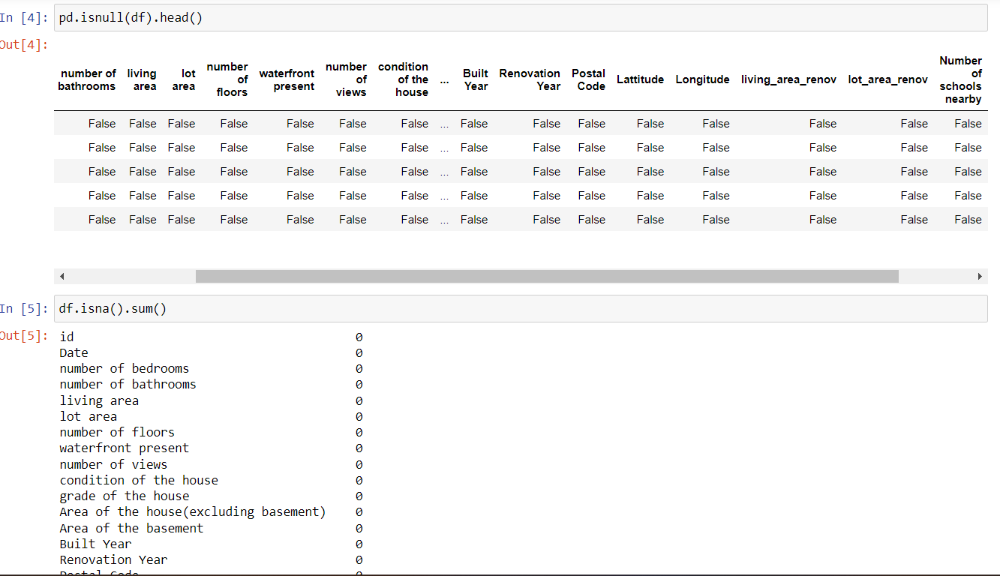 In [4]: pd.isnull(df).head()
Out[4]:
number of bathrooms living area lot area number of floors waterfront present number of views condition of the house ... Built Year Renovation Year Postal Code Lattitude Longitude living_area_renov lot_area_renov Number of schools nearby
False False False False False False False ... False False False False False False False False
False False False False False False False ... False False False False False False False False
False False False False False False False ... False False False False False False False False
False False False False False False False ... False False False False False False False False
False False False False False False False ... False False False False False False False False
In [5]: df.isna().sum()
Out[5]: id 0
Date 0
number of bedrooms 0
number of bathrooms 0
living area 0
lot area 0
number of floors 0
waterfront present 0
number of views 0
condition of the house 0
grade of the house 0
Area of the house(excluding basement) 0
Area of the basement 0
Built Year 0
Renovation Year 0
Postal Code 0